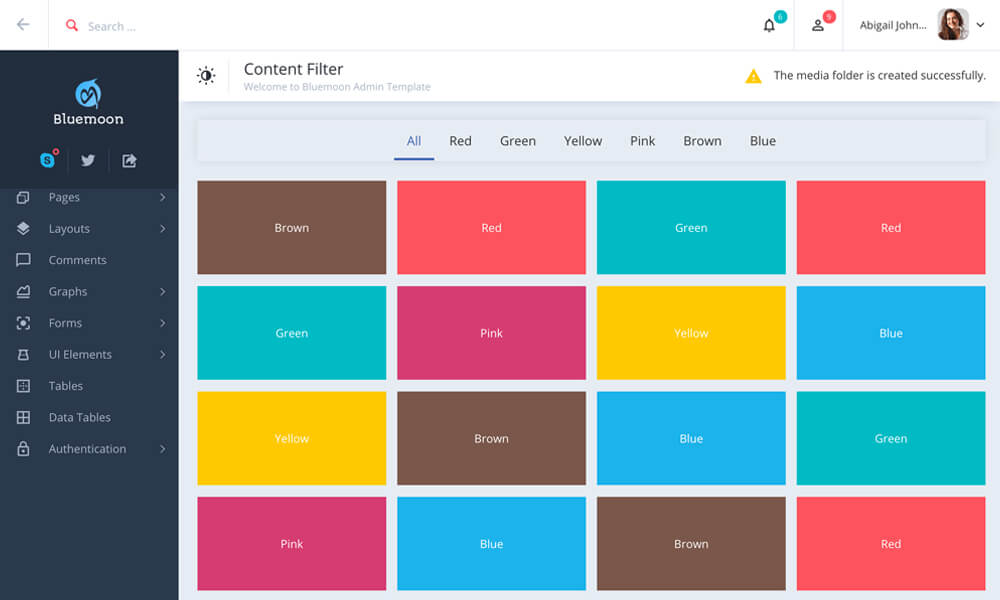 Search ...
6
9
Abigail John...
Bluemoon
S
Content Filter
Welcome to Bluemoon Admin Template
The media folder is created successfully.
Pages
Layouts
Comments
Graphs
Forms
UI Elements
Tables
Data Tables
Authentication
All Red Green Yellow Pink Brown Blue
Brown Red Green Red
Green Pink Yellow Blue
Yellow Brown Blue Green
Pink Blue Brown Red